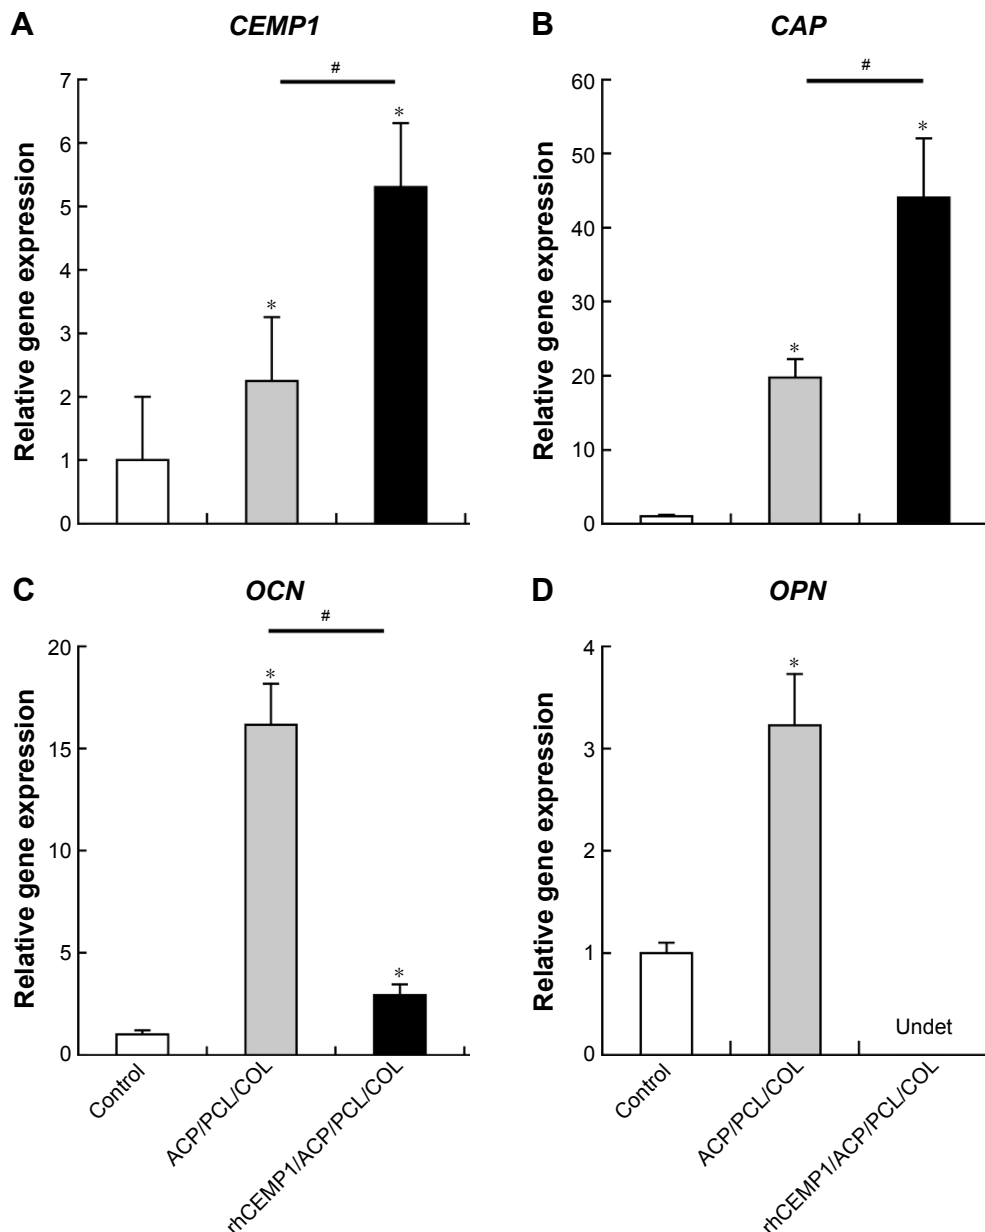 A
CEMP1
#
Relative gene expression
7
6
5
4
3
2
1
0
*
*
B
CAP
#
Relative gene expression
60
50
40
30
20
10
0
*
*
C
OCN
#
Relative gene expression
20
15
10
5
0
*
*
Control
ACP/PCL/COL
rhCEMP1/ACP/PCL/COL
D
OPN
Relative gene expression
4
3
2
1
0
*
Undet
Control
ACP/PCL/COL
rhCEMP1/ACP/PCL/COL